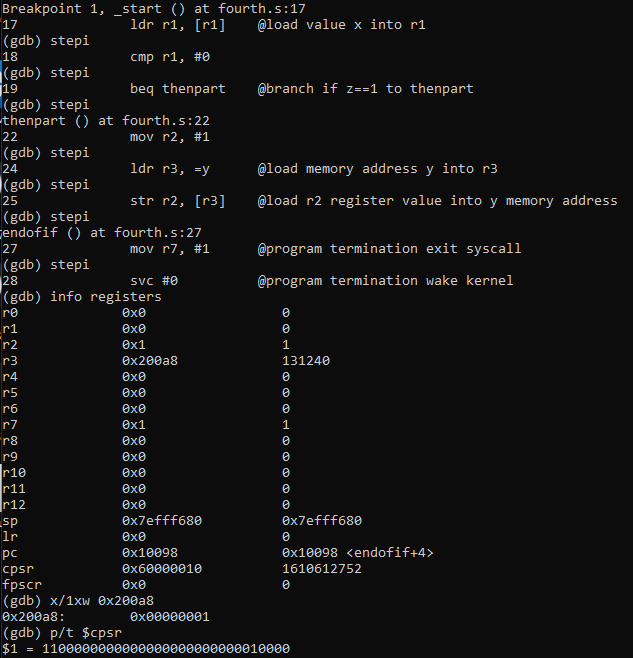 Breakpoint 1, _start () at fourth.s:17
17 ldr r1, [r1] @load value x into r1
(gdb) stepi
18 cmp r1, #0
(gdb) stepi
19 beq thenpart @branch if z==1 to thenpart
(gdb) stepi
thenpart () at fourth.s:22
22 mov r2, #1
(gdb) stepi
24 ldr r3, =y @load memory address y into r3
(gdb) stepi
25 str r2, [r3] @load r2 register value into y memory address
(gdb) stepi
endofif () at fourth.s:27
27 mov r7, #1 @program termination exit syscall
(gdb) stepi
28 svc #0 @program termination wake kernel
(gdb) info registers
r0 0x0 0
r1 0x0 0
r2 0x1 1
r3 0x200a8 131240
r4 0x0 0
r5 0x0 0
r6 0x0 0
r7 0x1 1
r8 0x0 0
r9 0x0 0
r10 0x0 0
r11 0x0 0
r12 0x0 0
sp 0x7efff680 0x7efff680
lr 0x0 0
pc 0x10098 0x10098 <endofif+4>
cpsr 0x60000010 1610612752
fpscr 0x0 0
(gdb) x/1xw 0x200a8
0x200a8: 0x00000001
(gdb) p/t $cpsr
$1 = 1100000000000000000000000010000